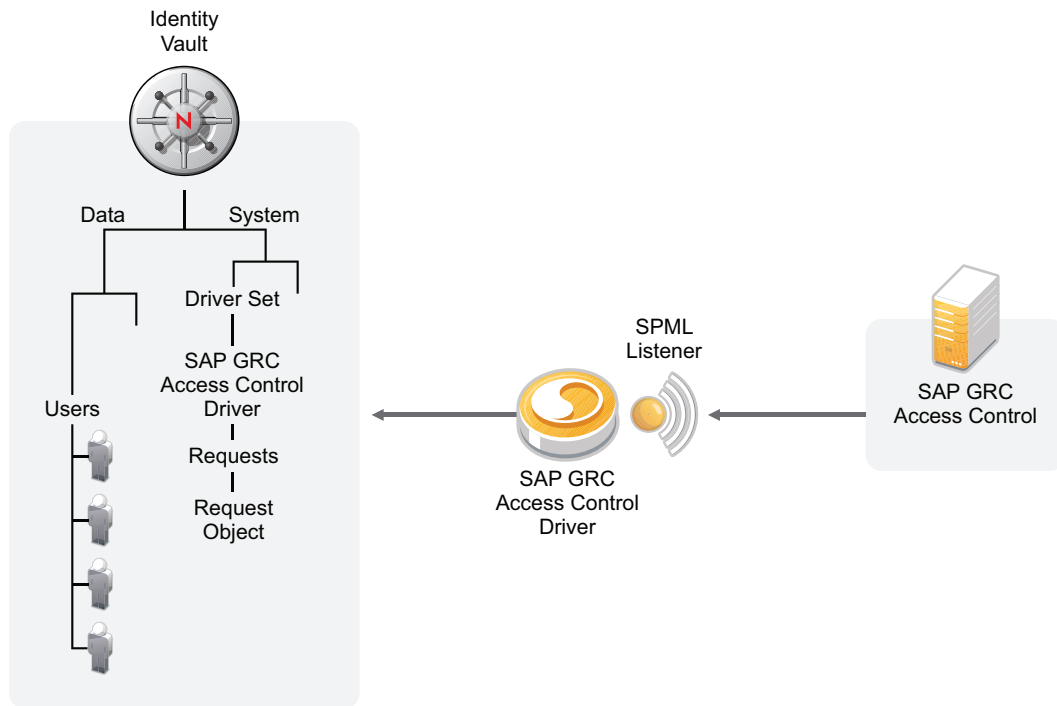 Identity
Vault
N
Data
System
Driver Set
SAP GRC
Access Control
Driver
Users
Requests
Request
Object
SPML
Listener
SAP GRC
Access Control
Driver
SAP GRC
Access Control